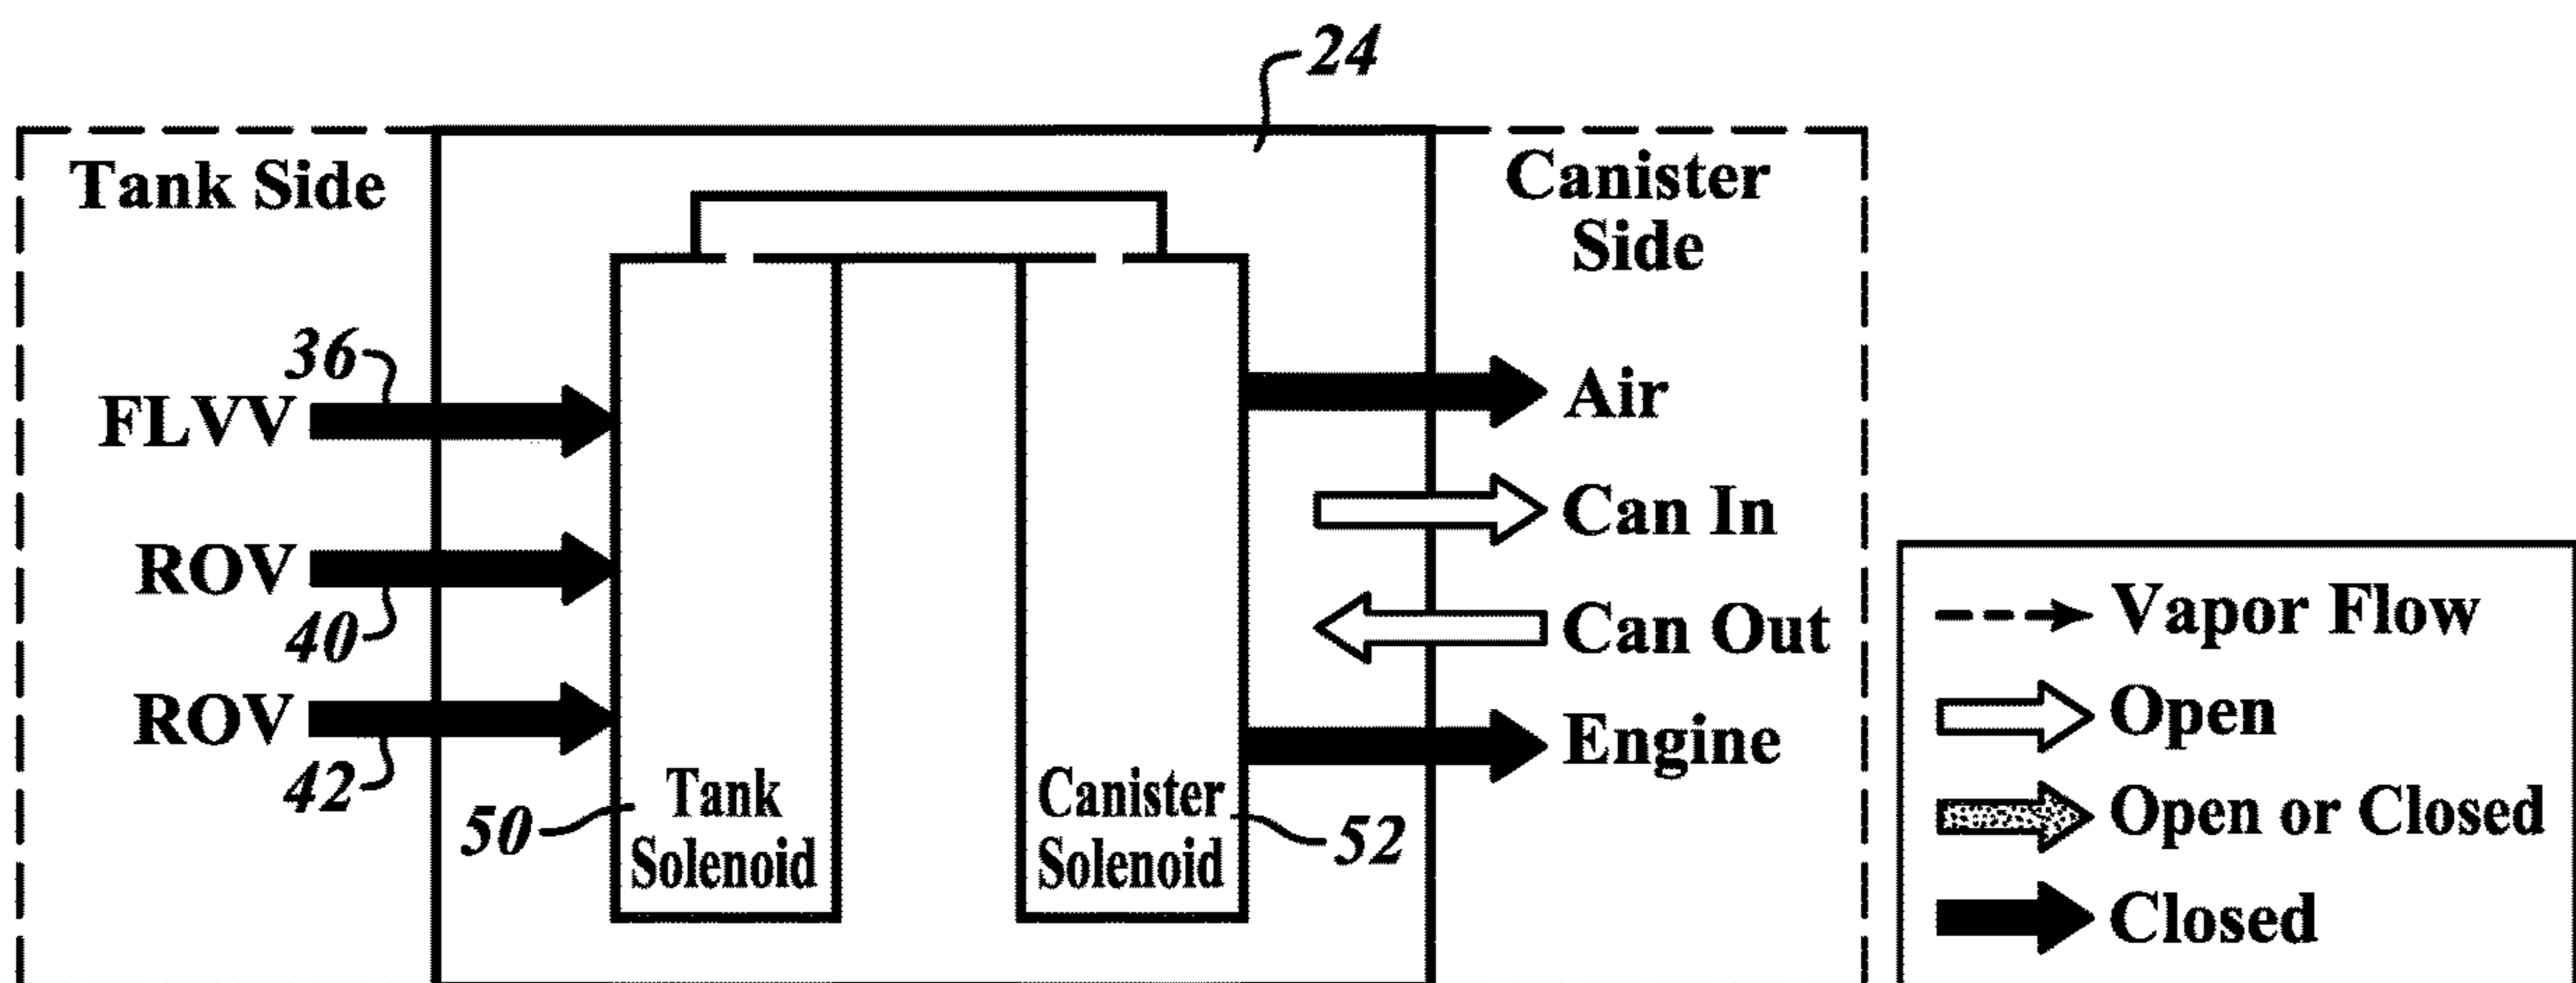 24
Tank Side
Canister
Side
36
FLVV
Air
Can In
ROV
40
Can Out
ROV
42
Engine
50
Tank
Solenoid
Canister
Solenoid
52
Vapor Flow
Open
Open or Closed
Closed